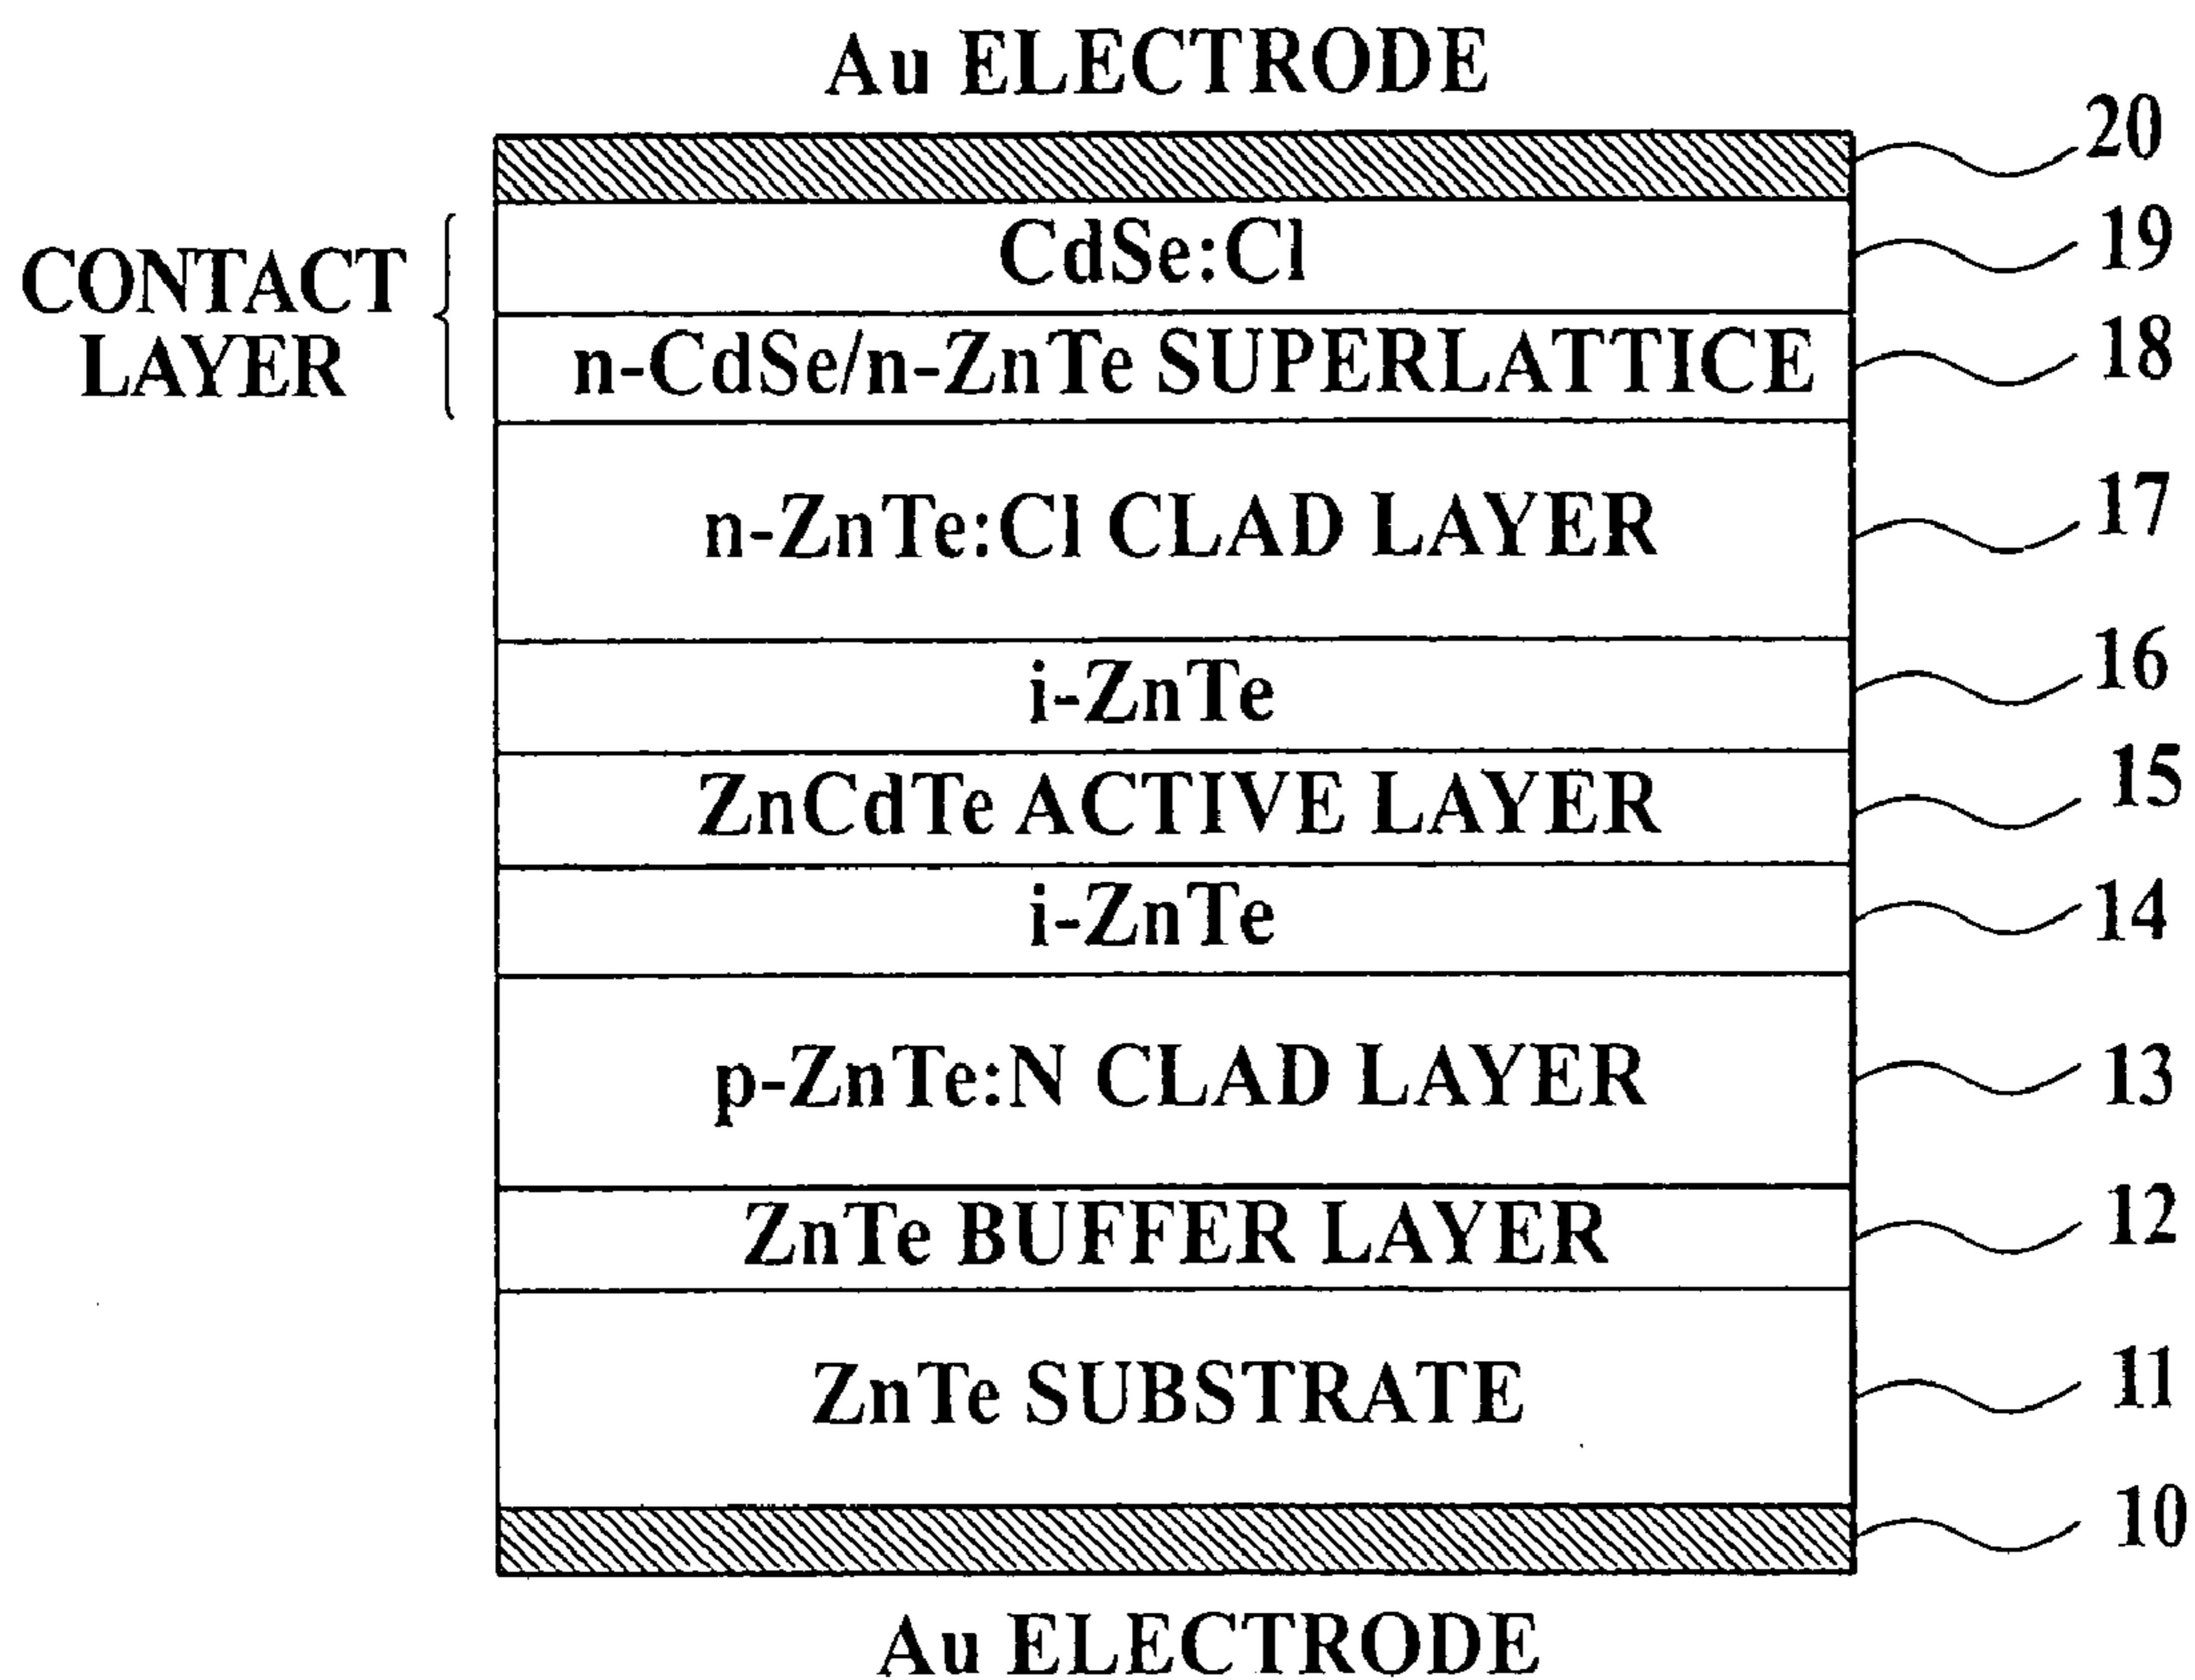 Au ELECTRODE
20
CdSe:Cl
19
CONTACT
LAYER
n-CdSe/n-ZnTe SUPERLATTICE
18
n-ZnTe:Cl CLAD LAYER
17
i-ZnTe
16
ZnCdTe ACTIVE LAYER
15
i-ZnTe
14
p-ZnTe:N CLAD LAYER
13
ZnTe BUFFER LAYER
12
ZnTe SUBSTRATE
11
10
Au ELECTRODE